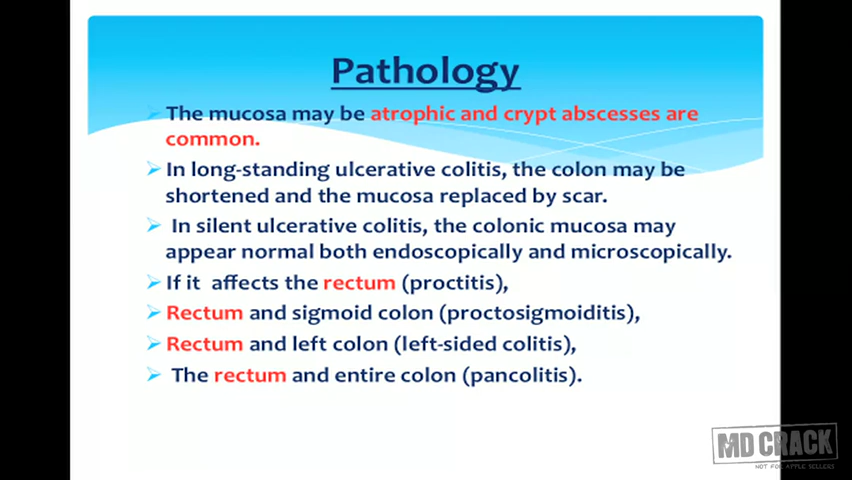 Pathology
The mucosa may be atrophic and crypt abscesses are
common.
In long-standing ulcerative colitis, the colon may be
shortened and the mucosa replaced by scar.
In silent ulcerative colitis, the colonic mucosa may
appear normal both endoscopically and microscopically.
If it affects the rectum (proctitis),
Rectum and sigmoid colon (proctosigmoiditis),
Rectum and left colon (left-sided colitis),
The rectum and entire colon (pancolitis).
MD CRACK
NOT FOR APPLE SELLERS